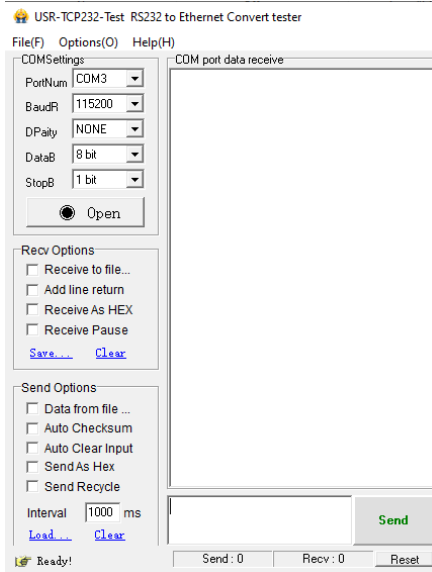 USR-TCP232-Test RS232 to Ethernet Convert tester
File(F) Options(O) Help(H)
COMSettings
PortNum COM3
BaudR 115200
DPaity NONE
DataB 8 bit
StopB 1 bit
Open
Recv Options
Receive to file...
Add line return
Receive As HEX
Receive Pause
Save... Clear
Send Options
Data from file ...
Auto Checksum
Auto Clear Input
Send As Hex
Send Recycle
Interval 1000 ms
Load... Clear
COM port data receive
Send
Ready!
Send : 0 Recv : 0 Reset